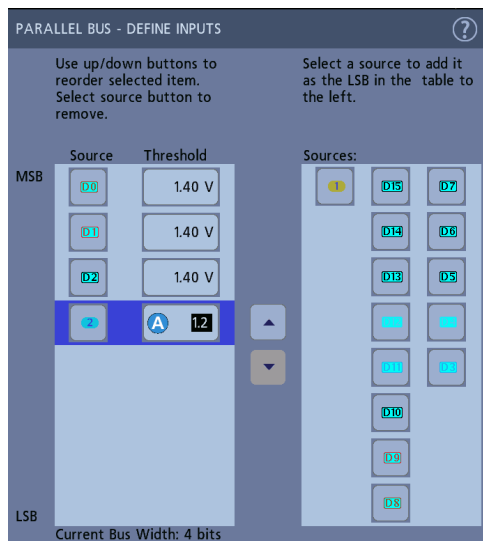 PARALLEL BUS - DEFINE INPUTS
?
Use up/down buttons to
reorder selected item.
Select source button to
remove.
Select a source to add it
as the LSB in the table to
the left.
Source Threshold
Sources:
MSB
D0 1.40 V
D1 1.40 V
D2 1.40 V
2 A 1.2
LSB
Current Bus Width: 4 bits
1 D15 D7
D14 D6
D13 D5
D11 D3
D10
D9
D8